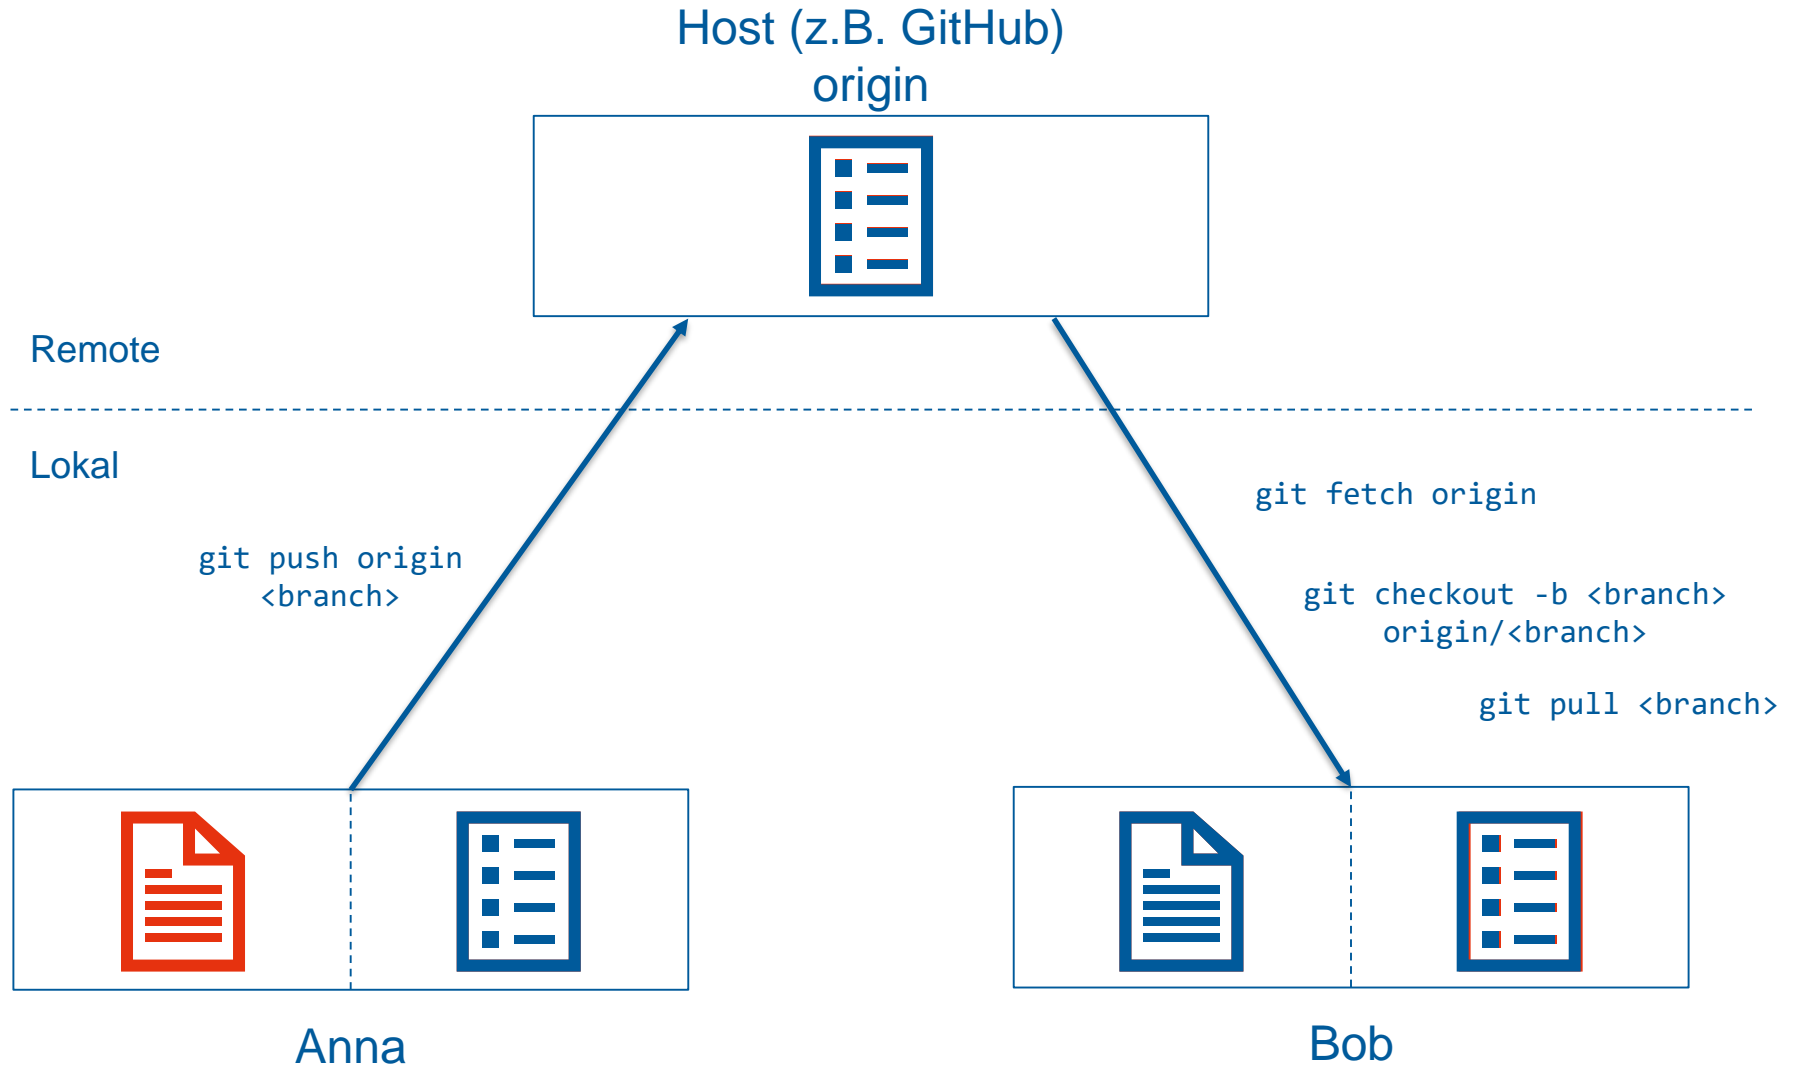 Host (z.B. GitHub)
origin
Remote
Lokal
git push origin
<branch>
git fetch origin
git checkout -b <branch>
origin/<branch>
git pull <branch>
Anna
Bob